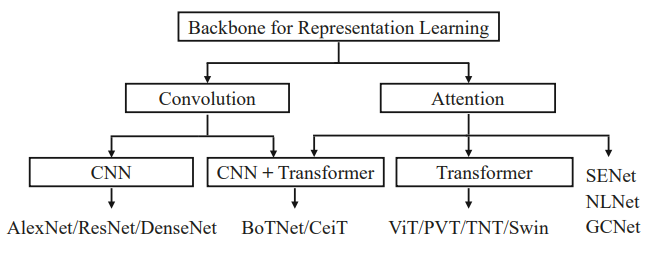 Backbone for Representation Learning
Convolution
Attention
CNN
CNN + Transformer
Transformer
SENet
NLNet
GCNet
AlexNet/ResNet/DenseNet
BoTNet/CeiT
ViT/PVT/TNT/Swin